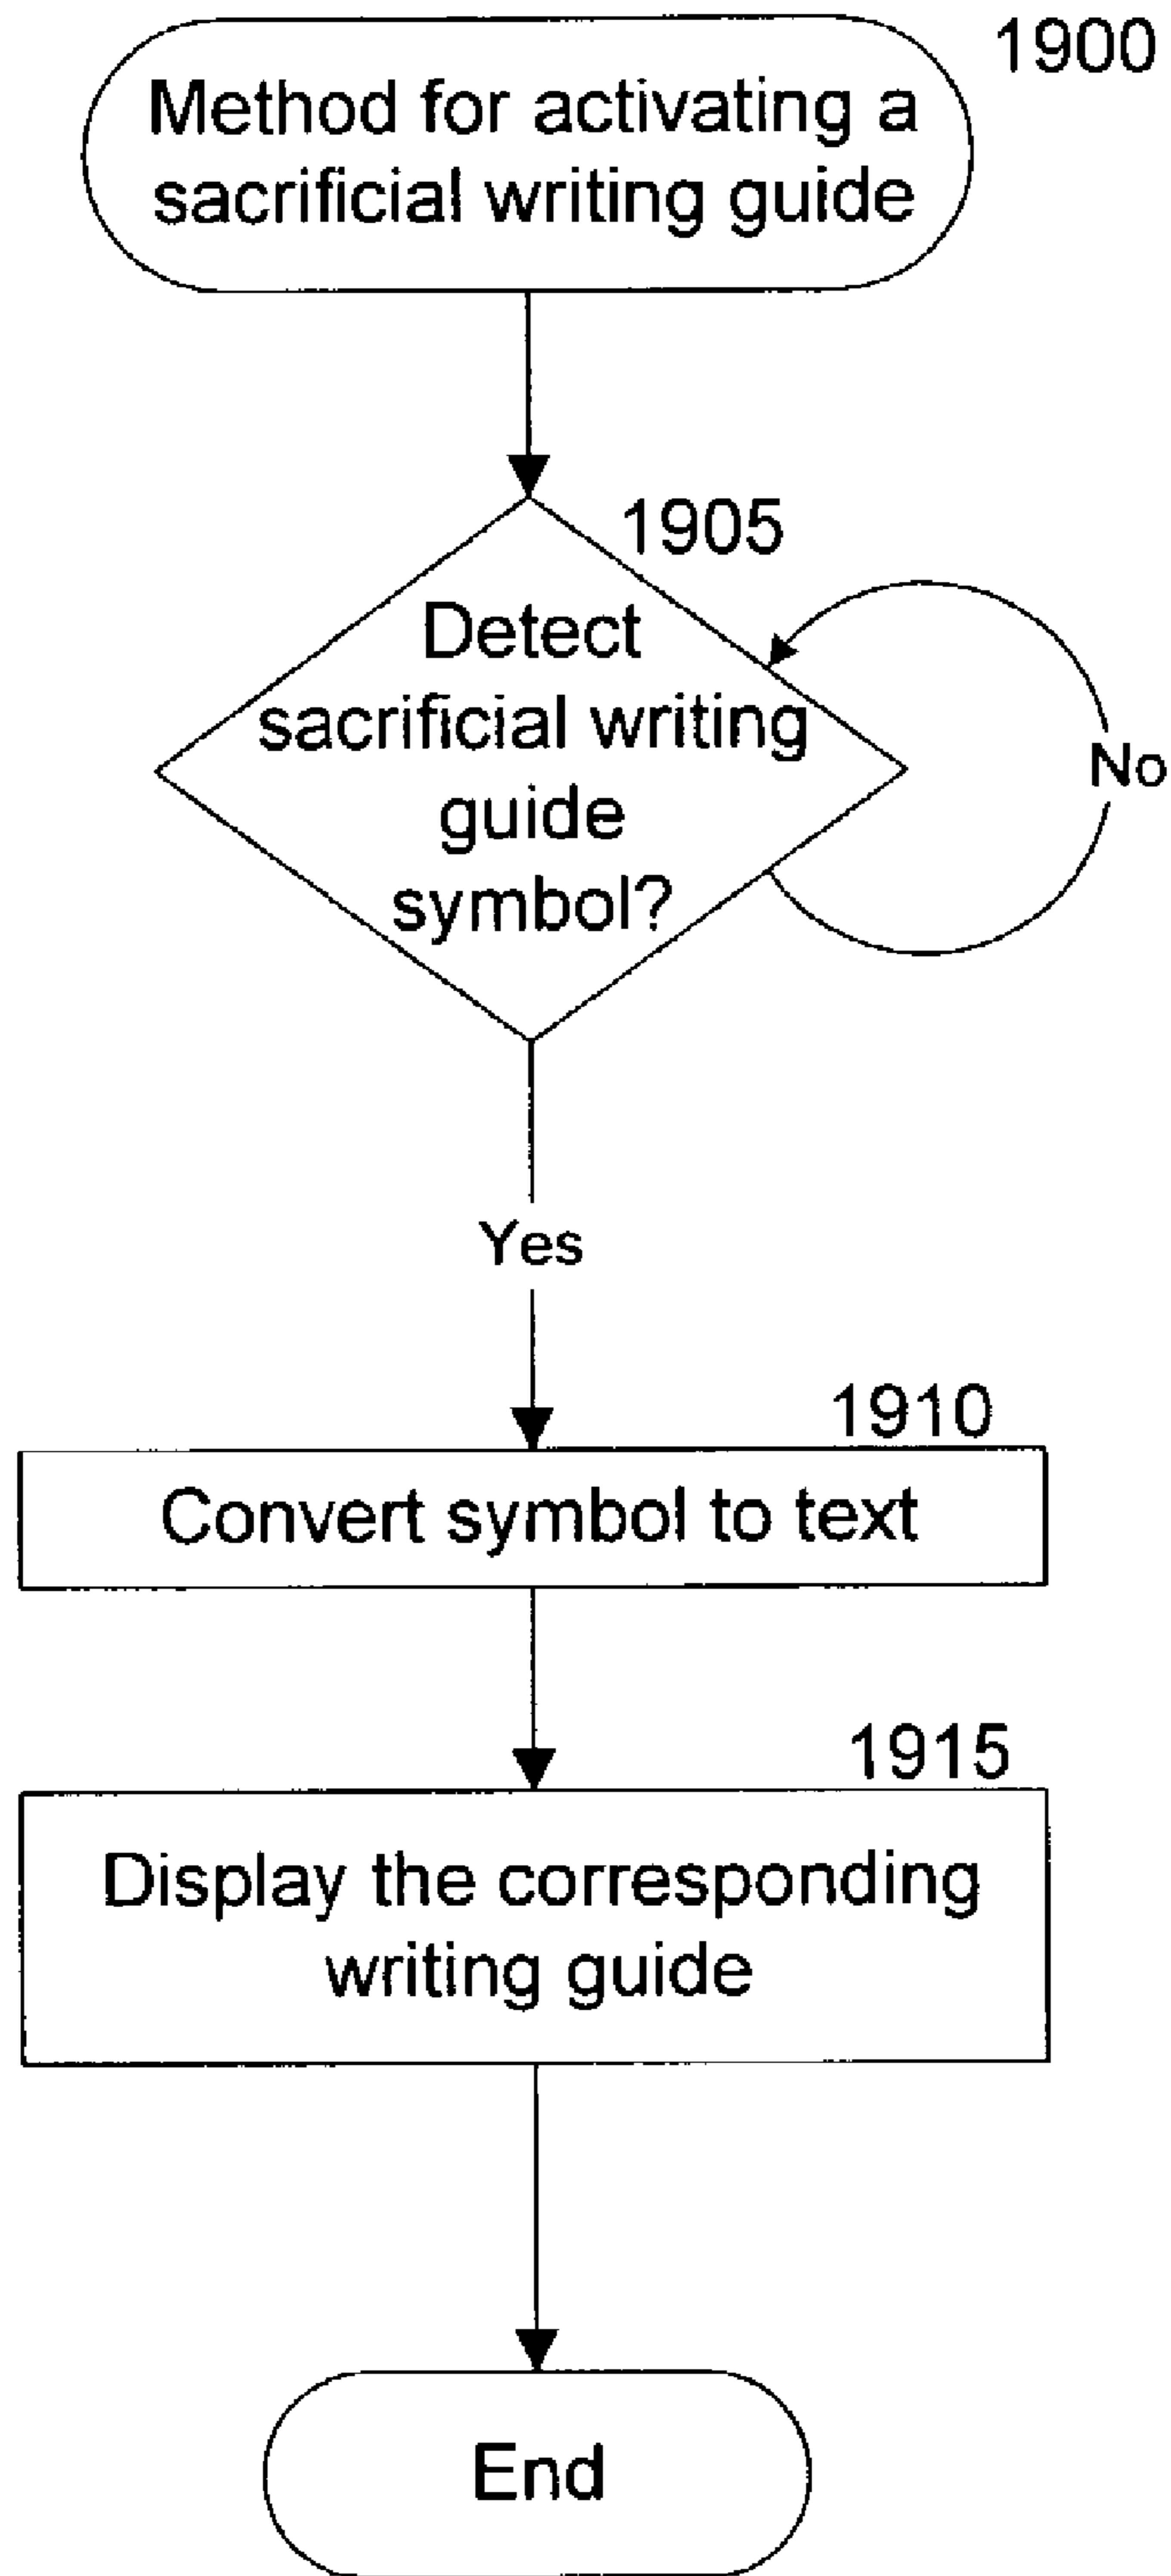 1900
Method for activating a
sacrificial writing guide
1905
Detect
sacrificial writing
guide
symbol?
No
Yes
1910
Convert symbol to text
1915
Display the corresponding
writing guide
End